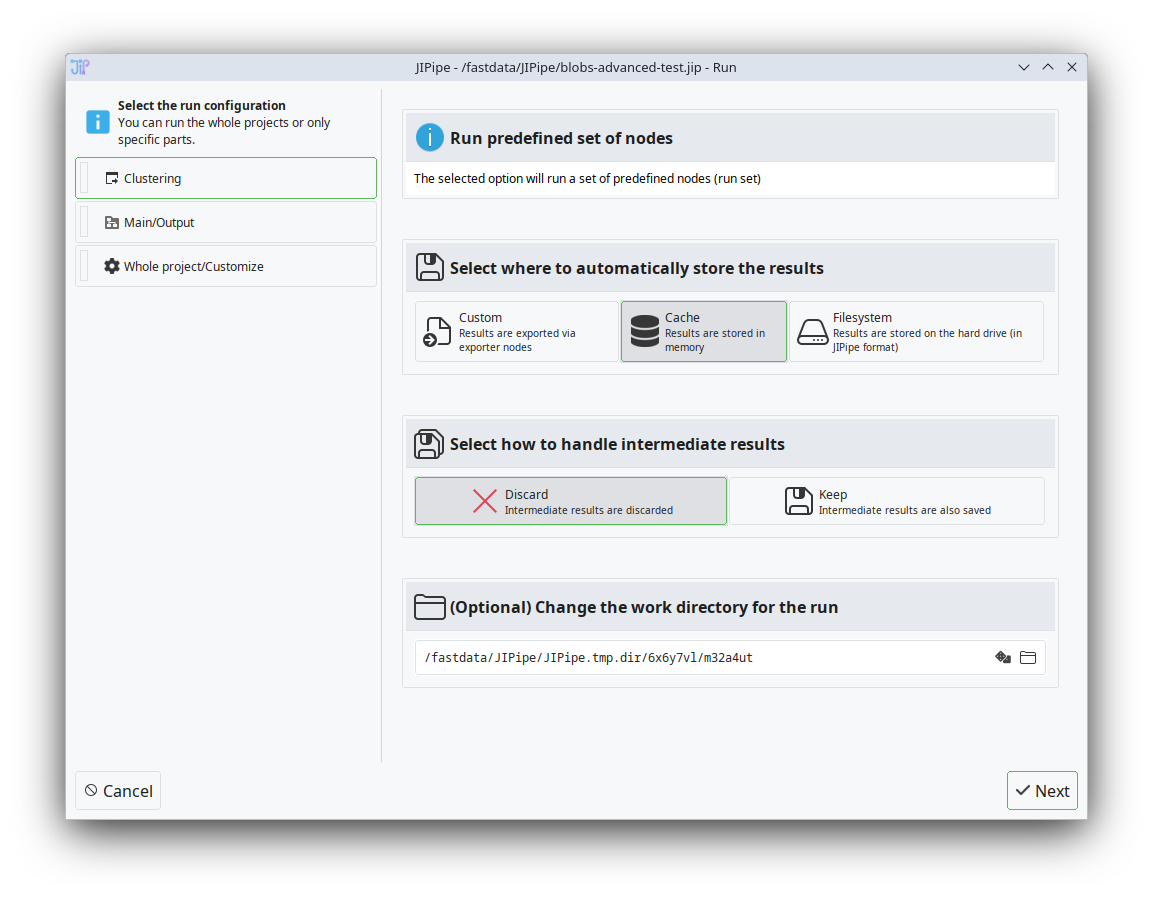 JIPipe - /fastdata/JIPipe/blobs-advanced-test.jip - Run
Select the run configuration
You can run the whole projects or only
specific parts.
Clustering
Main/Output
Whole project/Customize
Run predefined set of nodes
The selected option will run a set of predefined nodes (run set)
Select where to automatically store the results
Custom
Results are exported via
exporter nodes
Cache
Results are stored in
memory
Filesystem
Results are stored on the hard drive (in
JIPipe format)
Select how to handle intermediate results
Discard
Intermediate results are discarded
Keep
Intermediate results are also saved
(Optional) Change the work directory for the run
/fastdata/JIPipe/JIPipe.tmp.dir/6x6y7vl/m32a4ut
Cancel
Next